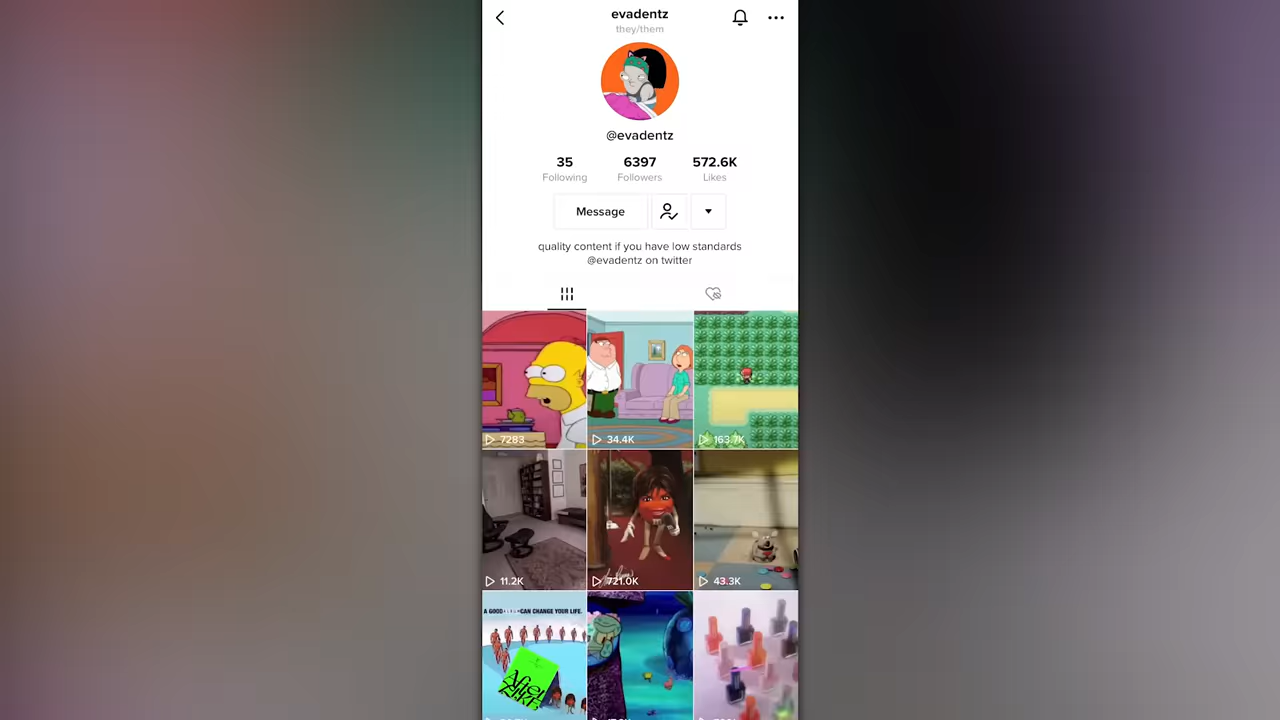 evadentz
they/them
@evadentz
35 6397 572.6K
Following Followers Likes
Message
quality content if you have low standards
@evadentz on twitter
7283 34.4K 163.7K
11.2K 721.0K 43.3K
A GOOD CAN CHANGE YOUR LIFE.
After